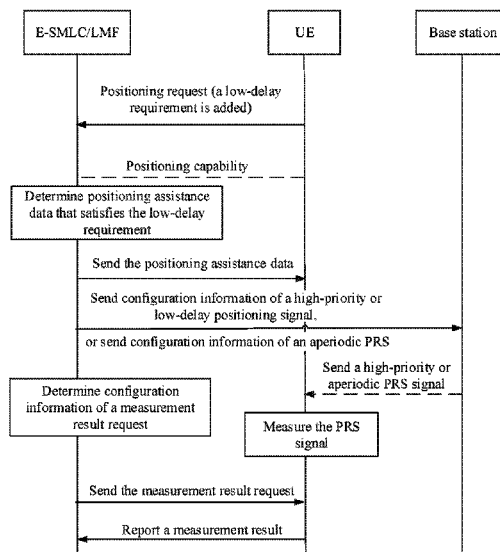 E-SMLC/LMF
UE
Base station
Positioning request (a low-delay
requirement is added)
Positioning capability
Determine positioning assistance
data that satisfies the low-delay
requirement
Send the positioning assistance data
Send configuration information of a high-priority or
low-delay positioning signal,
or send configuration information of an aperiodic PRS
Send a high-priority or
aperiodic PRS signal
Determine configuration
information of a measurement
result request
Measure the PRS
signal
Send the measurement result request
Report a measurement result